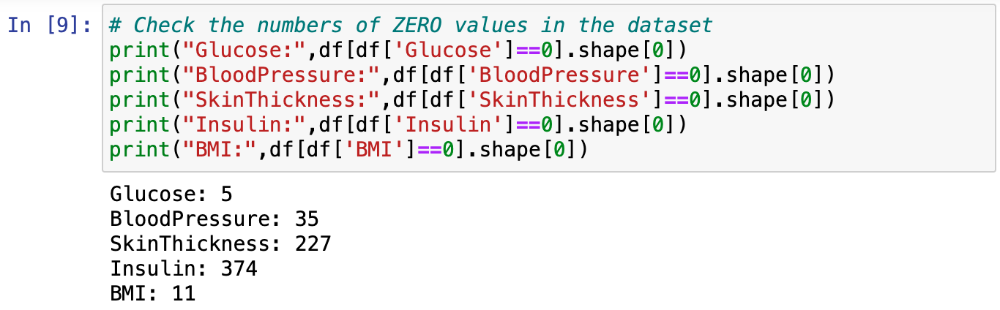 In [9]: # Check the numbers of ZERO values in the dataset
print("Glucose:",df[df['Glucose']==0].shape[0])
print("BloodPressure:",df[df['BloodPressure']==0].shape[0])
print("SkinThickness:",df[df['SkinThickness']==0].shape[0])
print("Insulin:",df[df['Insulin']==0].shape[0])
print("BMI:",df[df['BMI']==0].shape[0])
Glucose: 5
BloodPressure: 35
SkinThickness: 227
Insulin: 374
BMI: 11